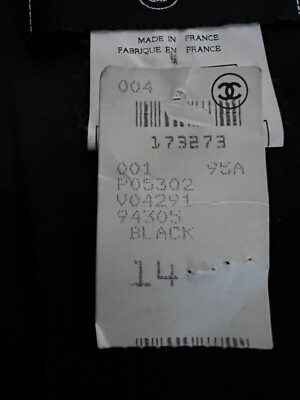 MADE IN FRANCE
FABRIQUE EN FRANCE
004
173273
001 95A
P05302
V04291
94305
BLACK
14